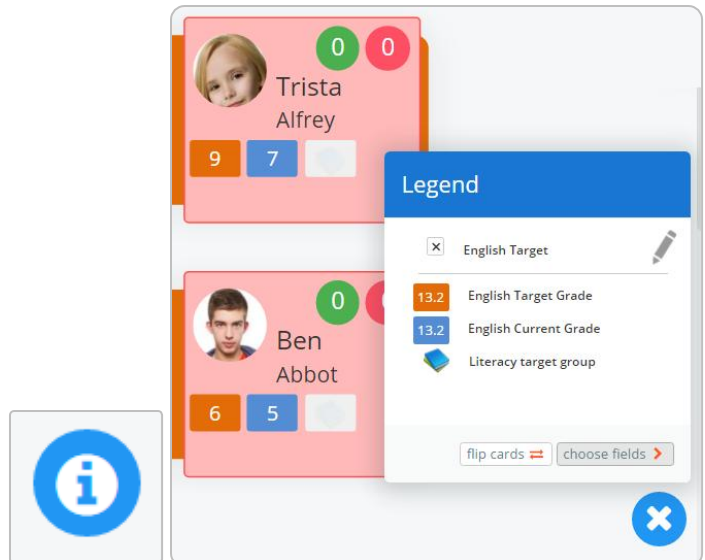 0 0
Trista
Alfrey
9 7
Legend
English Target
13.2 English Target Grade
13.2 English Current Grade
Literacy target group
0
Ben
Abbot
6 5
flip cards choose fields
i